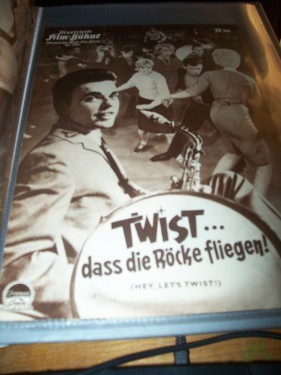 Illustrierte
Film-Bühne
TWIST...
dass die Röcke fliegen!
(HEY, LET'S TWIST!)